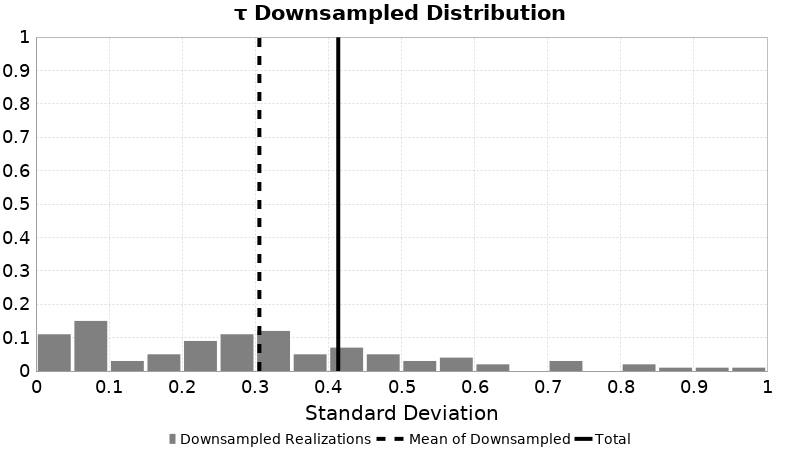 τ Downsampled Distribution
1
0.9
0.8
0.7
0.6
0.5
0.4
0.3
0.2
0.1
0
0 0.1 0.2 0.3 0.4 0.5 0.6 0.7 0.8 0.9 1
Standard Deviation
Downsampled Realizations Mean of Downsampled Total